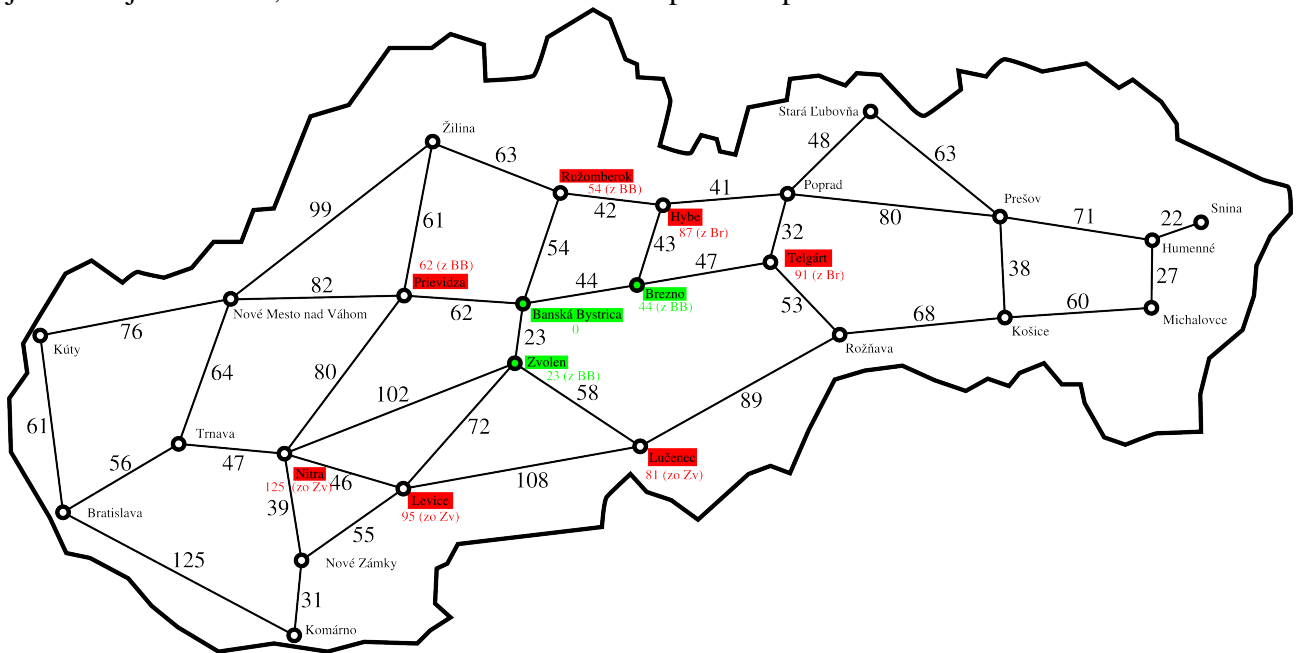 Stará Ľubovňa
Žilina
48
63
63
Ružomberok
54 (z BB)
41
Poprad
99
42
Hybe
80
Prešov
71
22
Snina
61
87 (z Br)
32
Humenné
54
43
47
Telgárt
91 (z Br)
38
27
62 (z BB)
Prievidza
82
44
Brezno
44 (z BB)
53
60
Michalovce
Nové Mesto nad Váhom
62
Banská Bystrica
0
76
23
68
Košice
Kúty
Rožňava
Zvolen
23 (z BB)
64
80
102
58
89
61
72
Trnava
56
47
Nitra
125 (zo Zv)
46
108
Lučenec
81 (zo Zv)
39
Levice
95 (zo Zv)
Bratislava
55
125
Nové Zámky
31
Komárno